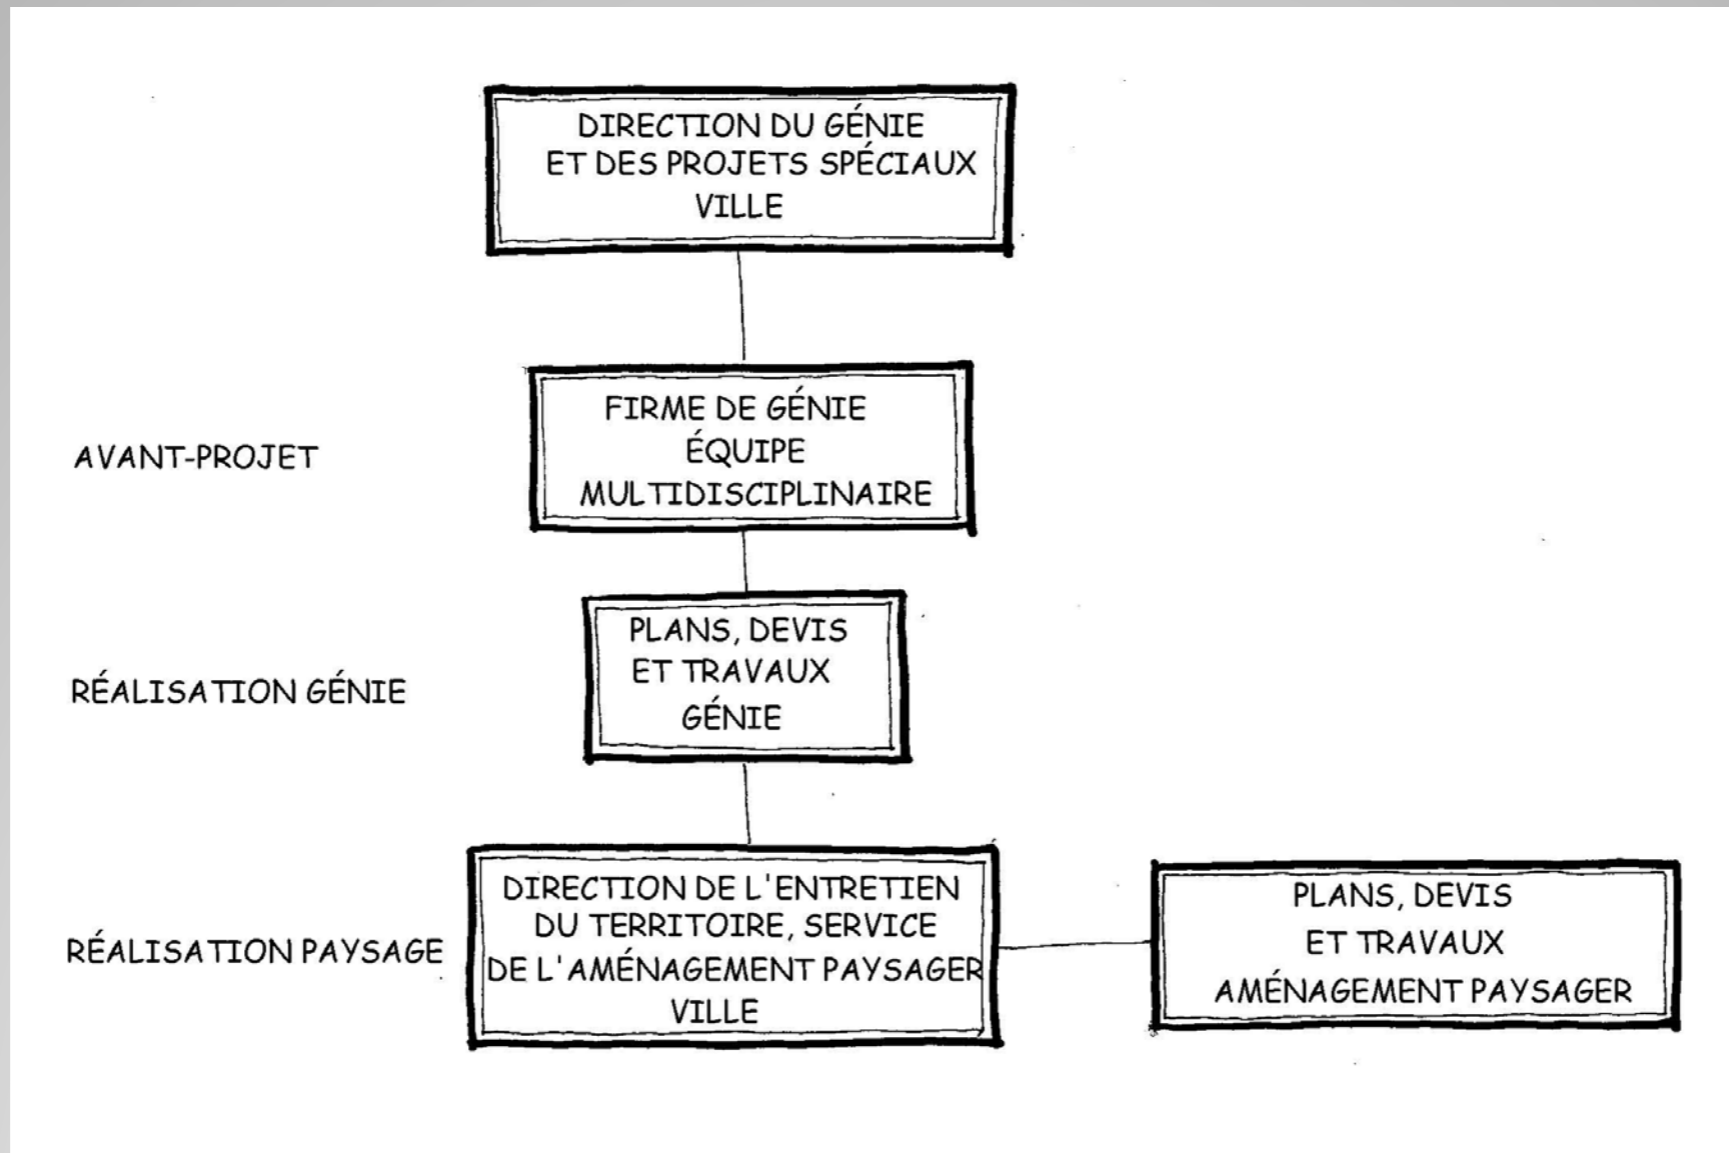 DIRECTION DU GÉNIE
ET DES PROJETS SPÉCIAUX
VILLE
AVANT-PROJET
FIRME DE GÉNIE
ÉQUIPE
MULTIDISCIPLINAIRE
RÉALISATION GÉNIE
PLANS, DEVIS
ET TRAVAUX
GÉNIE
RÉALISATION PAYSAGE
DIRECTION DE L'ENTRETIEN
DU TERRITOIRE, SERVICE
DE L'AMÉNAGEMENT PAYSAGER
VILLE
PLANS, DEVIS
ET TRAVAUX
AMÉNAGEMENT PAYSAGER